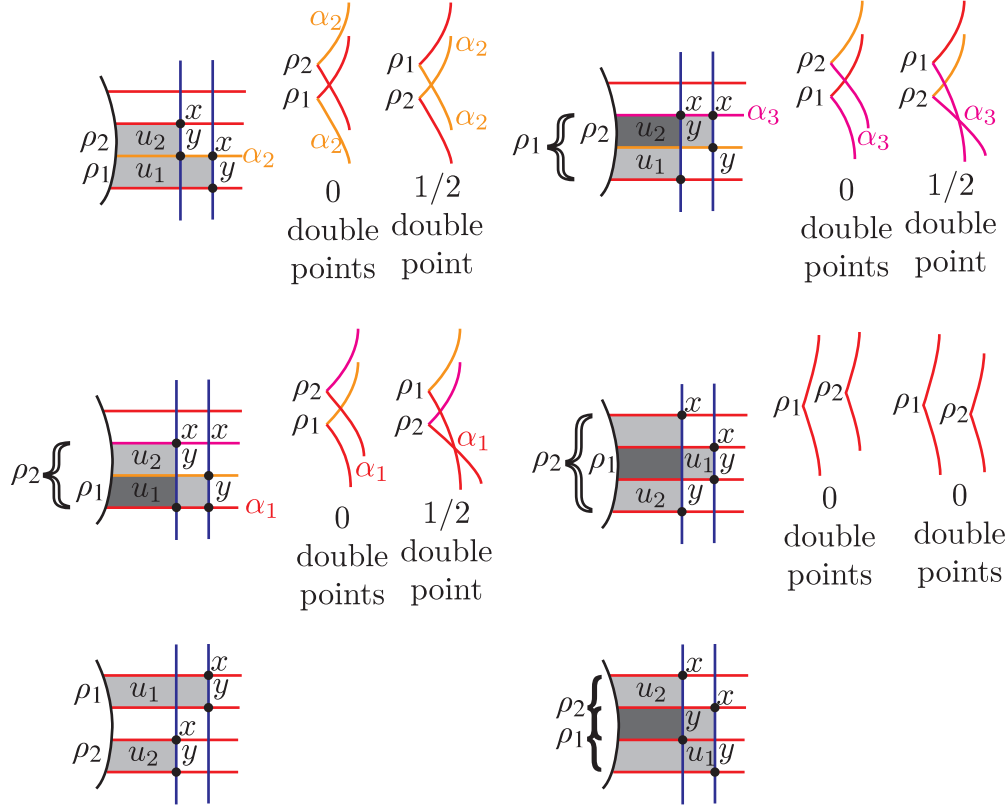 α₂
ρ₂
ρ₁
α₂
ρ₁
ρ₂
α₂
α₂
x
ρ₂ u₂ y x
ρ₁ u₁ y α₂
0
double
points
1/2
double
point
x x α₃
ρ₁ ρ₂ u₂ y
u₁ y
ρ₂
ρ₁
α₃
ρ₁
ρ₂
α₃
0
double
points
1/2
double
point
x x
ρ₂ u₂ y
ρ₁ u₁ y
α₁
ρ₂
ρ₁
α₁
ρ₁
ρ₂
α₁
0
double
points
1/2
double
point
x
x
ρ₂ ρ₁ u₁ y
u₂ y
ρ₁
ρ₂
ρ₁
ρ₂
0
double
points
0
double
points
x
ρ₁ u₁ y
x
ρ₂ u₂ y
x
u₂
ρ₂ y x
ρ₁
u₁ y